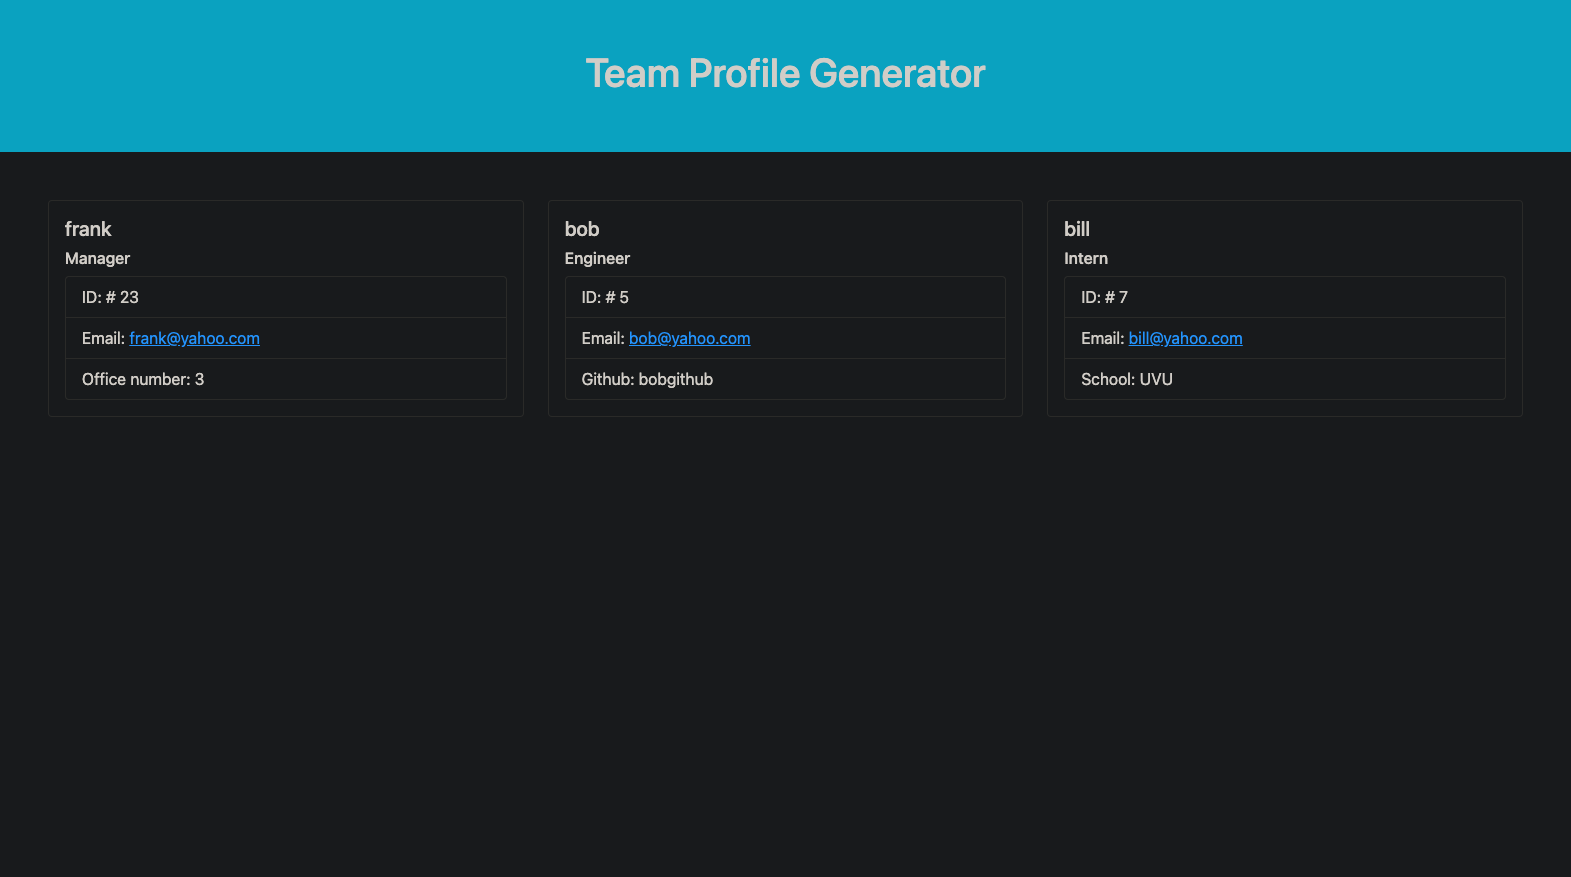 Team Profile Generator
frank
Manager
ID: # 23
Email: frank@yahoo.com
Office number: 3
bob
Engineer
ID: # 5
Email: bob@yahoo.com
Github: bobgithub
bill
Intern
ID: # 7
Email: bill@yahoo.com
School: UVU